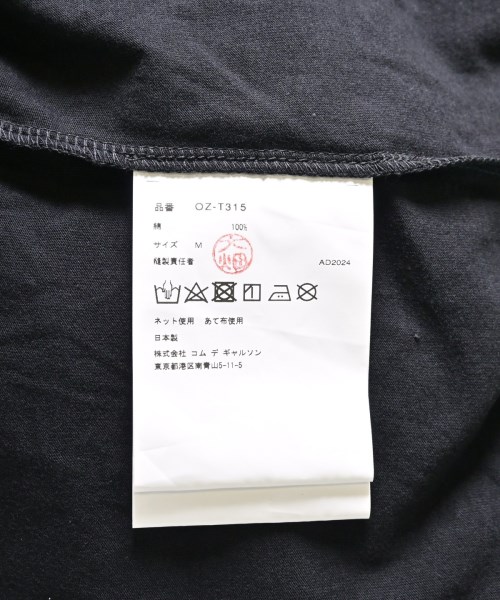 品番 OZ-T315
綿 100%
サイズ M
縫製責任者 AD2024
ネット使用 あて布使用
日本製
株式会社 コム デ ギャルソン
東京都港区南青山5-11-5